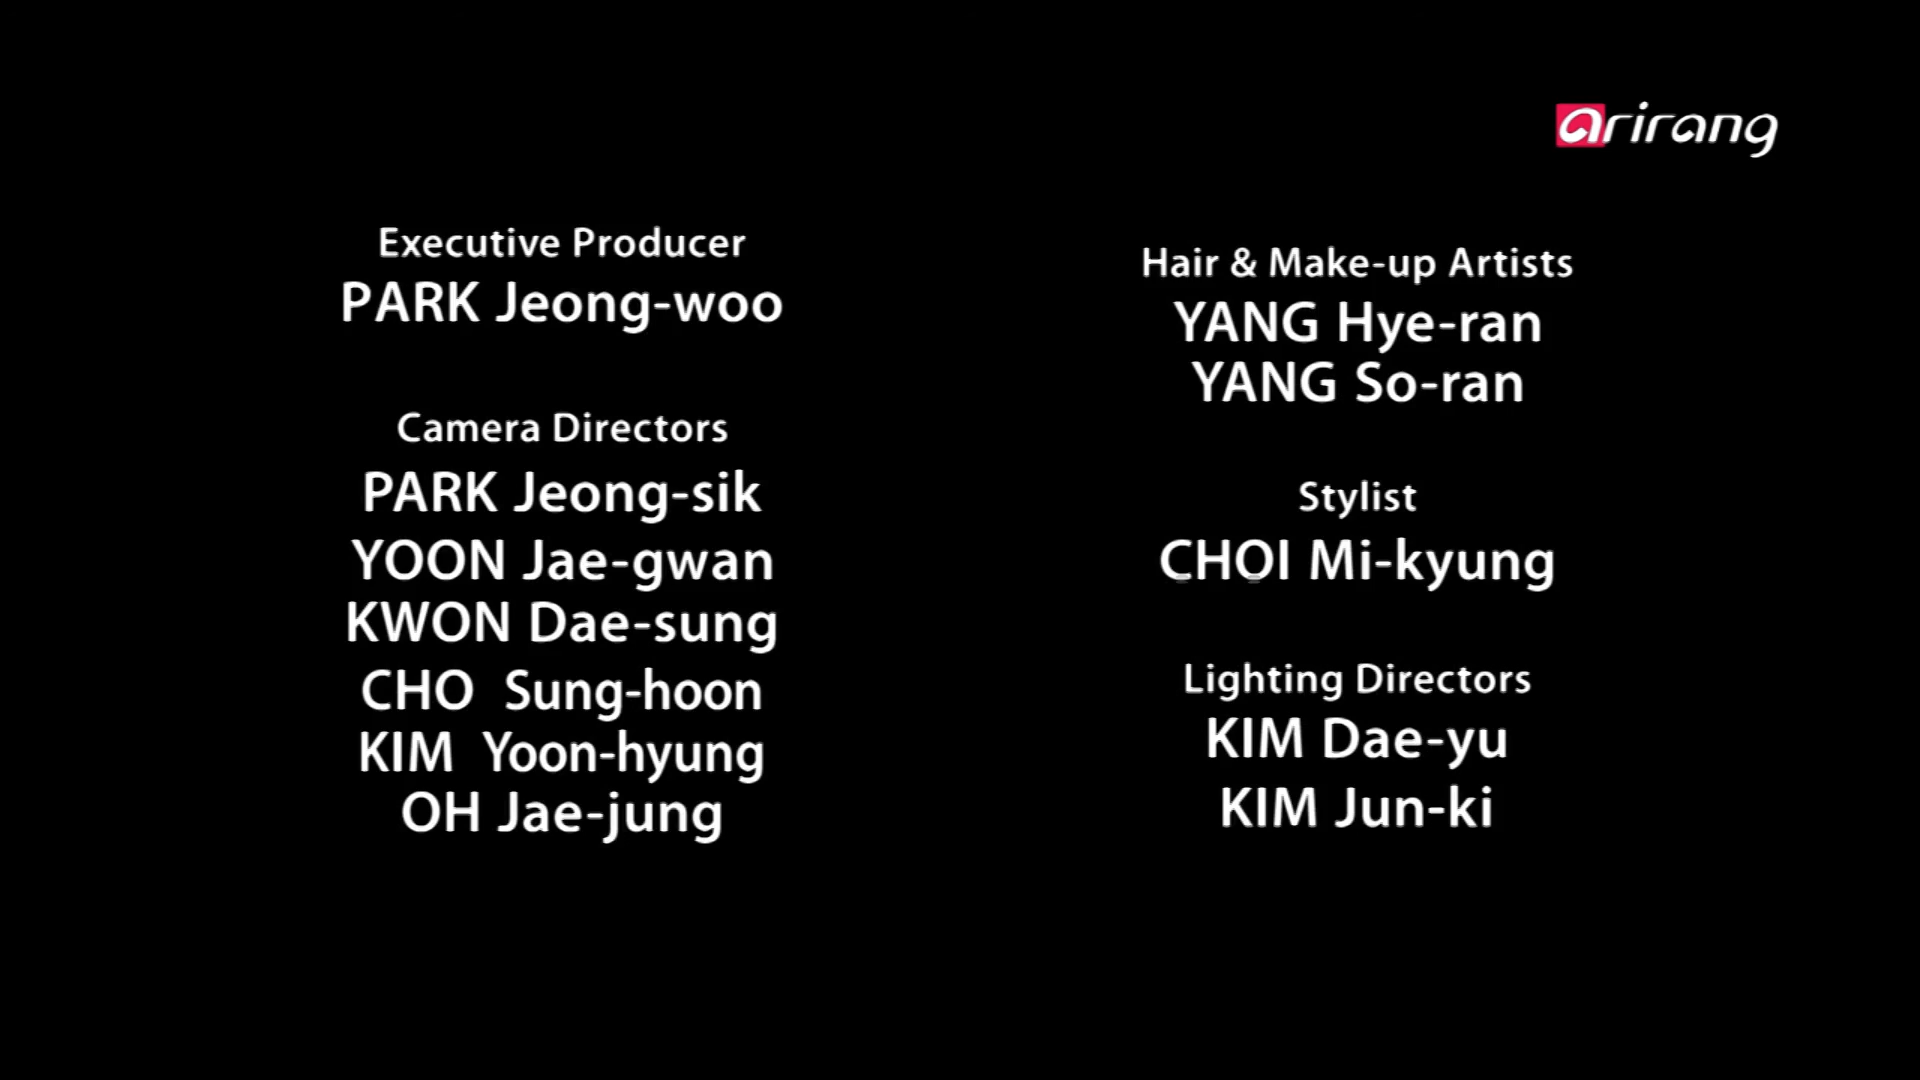 arirang
Executive Producer
PARK Jeong-woo
Camera Directors
PARK Jeong-sik
YOON Jae-gwan
KWON Dae-sung
CHO Sung-hoon
KIM Yoon-hyung
OH Jae-jung
Hair & Make-up Artists
YANG Hye-ran
YANG So-ran
Stylist
CHOI Mi-kyung
Lighting Directors
KIM Dae-yu
KIM Jun-ki